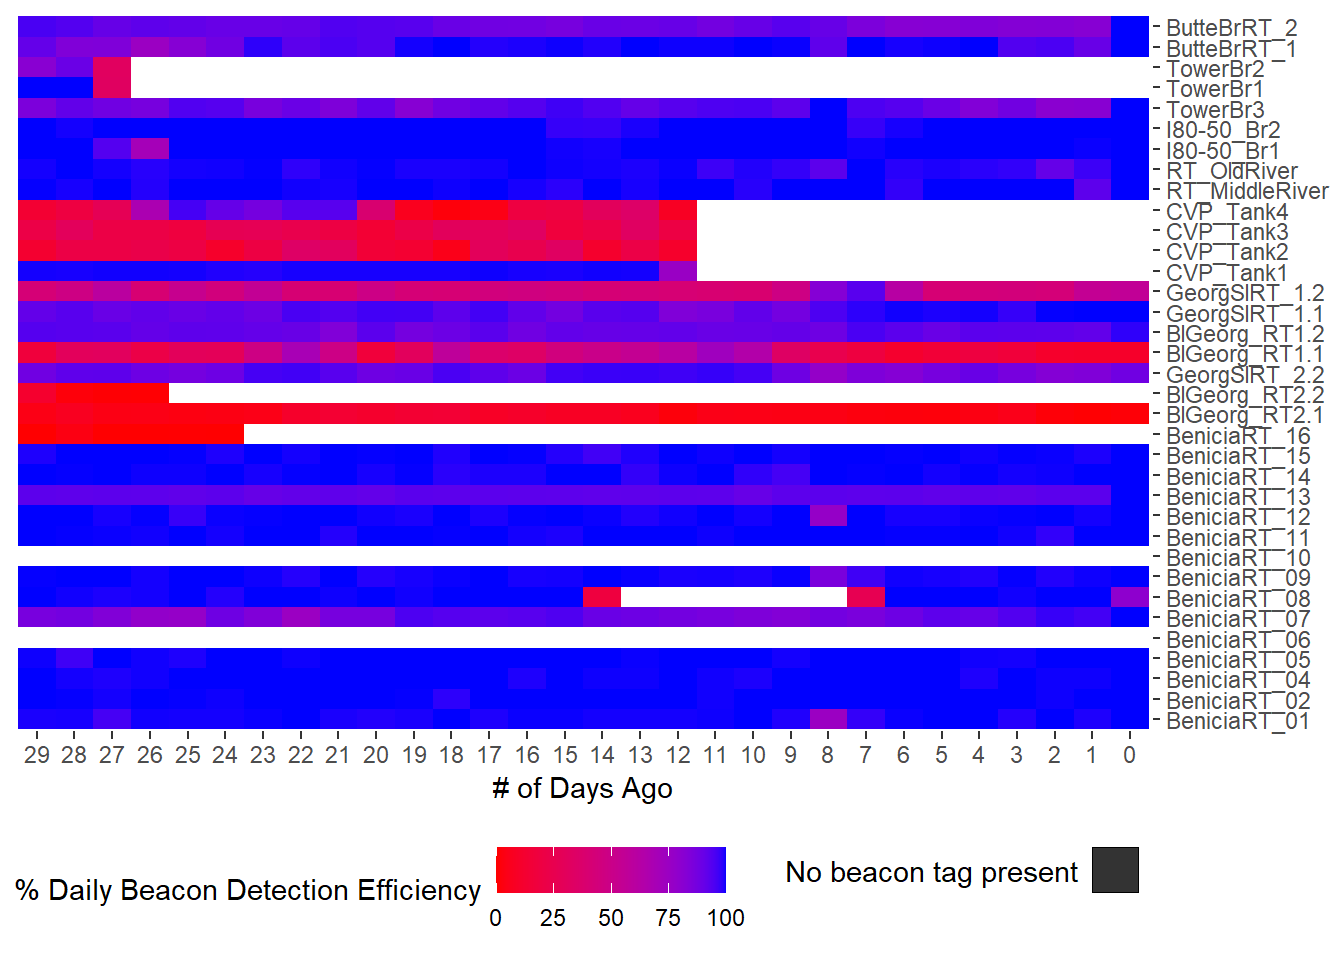 ButteBrRT_2
ButteBrRT_1
TowerBr2
TowerBr1
TowerBr3
I80-50_Br2
I80-50_Br1
RT_OldRiver
RT_MiddleRiver
CVP_Tank4
CVP_Tank3
CVP_Tank2
CVP_Tank1
GeorgSlRT_1.2
GeorgSlRT_1.1
BlGeorg_RT1.2
BlGeorg_RT1.1
GeorgSlRT_2.2
BlGeorg_RT2.2
BlGeorg_RT2.1
BeniciaRT_16
BeniciaRT_15
BeniciaRT_14
BeniciaRT_13
BeniciaRT_12
BeniciaRT_11
BeniciaRT_10
BeniciaRT_09
BeniciaRT_08
BeniciaRT_07
BeniciaRT_06
BeniciaRT_05
BeniciaRT_04
BeniciaRT_02
BeniciaRT_01
29 28 27 26 25 24 23 22 21 20 19 18 17 16 15 14 13 12 11 10 9 8 7 6 5 4 3 2 1 0
# of Days Ago
% Daily Beacon Detection Efficiency
0 25 50 75 100
No beacon tag present